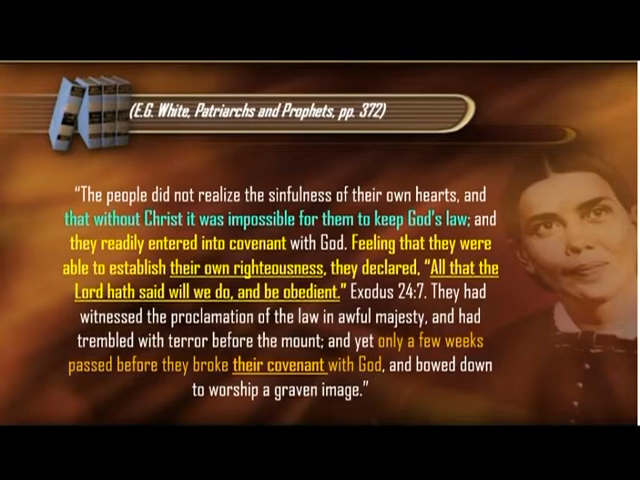 (E.G. White, Patriarchs and Prophets, pp. 372)
“The people did not realize the sinfulness of their own hearts, and
that without Christ it was impossible for them to keep God’s law; and
they readily entered into covenant with God. Feeling that they were
able to establish their own righteousness, they declared, “All that the
Lord hath said will we do, and be obedient.” Exodus 24:7. They had
witnessed the proclamation of the law in awful majesty, and had
trembled with terror before the mount; and yet only a few weeks
passed before they broke their covenant with God, and bowed down
to worship a graven image.”